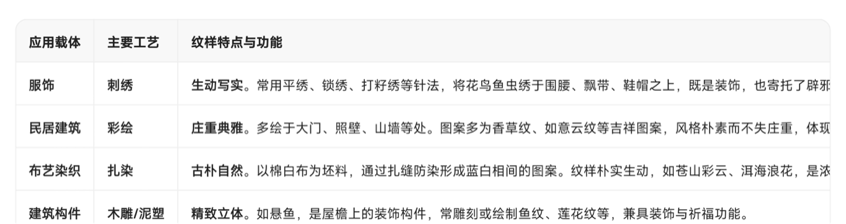 应用载体 主要工艺 纹样特点与功能
服饰 刺绣 生动写实。常用平绣、锁绣、打籽绣等针法，将花鸟鱼虫绣于围腰、飘带、鞋帽之上，既是装饰，也寄托了辟邪
民居建筑 彩绘 庄重典雅。多绘于大门、照壁、山墙等处。图案多为香草纹、如意云纹等吉祥图案，风格朴素而不失庄重，体现
布艺染织 扎染 古朴自然。以棉白布为坯料，通过扎缝防染形成蓝白相间的图案。纹样朴实生动，如苍山彩云、洱海浪花，是浓
建筑构件 木雕/泥塑 精致立体。如悬鱼，是屋檐上的装饰构件，常雕刻或绘制鱼纹、莲花纹等，兼具装饰与祈福功能。